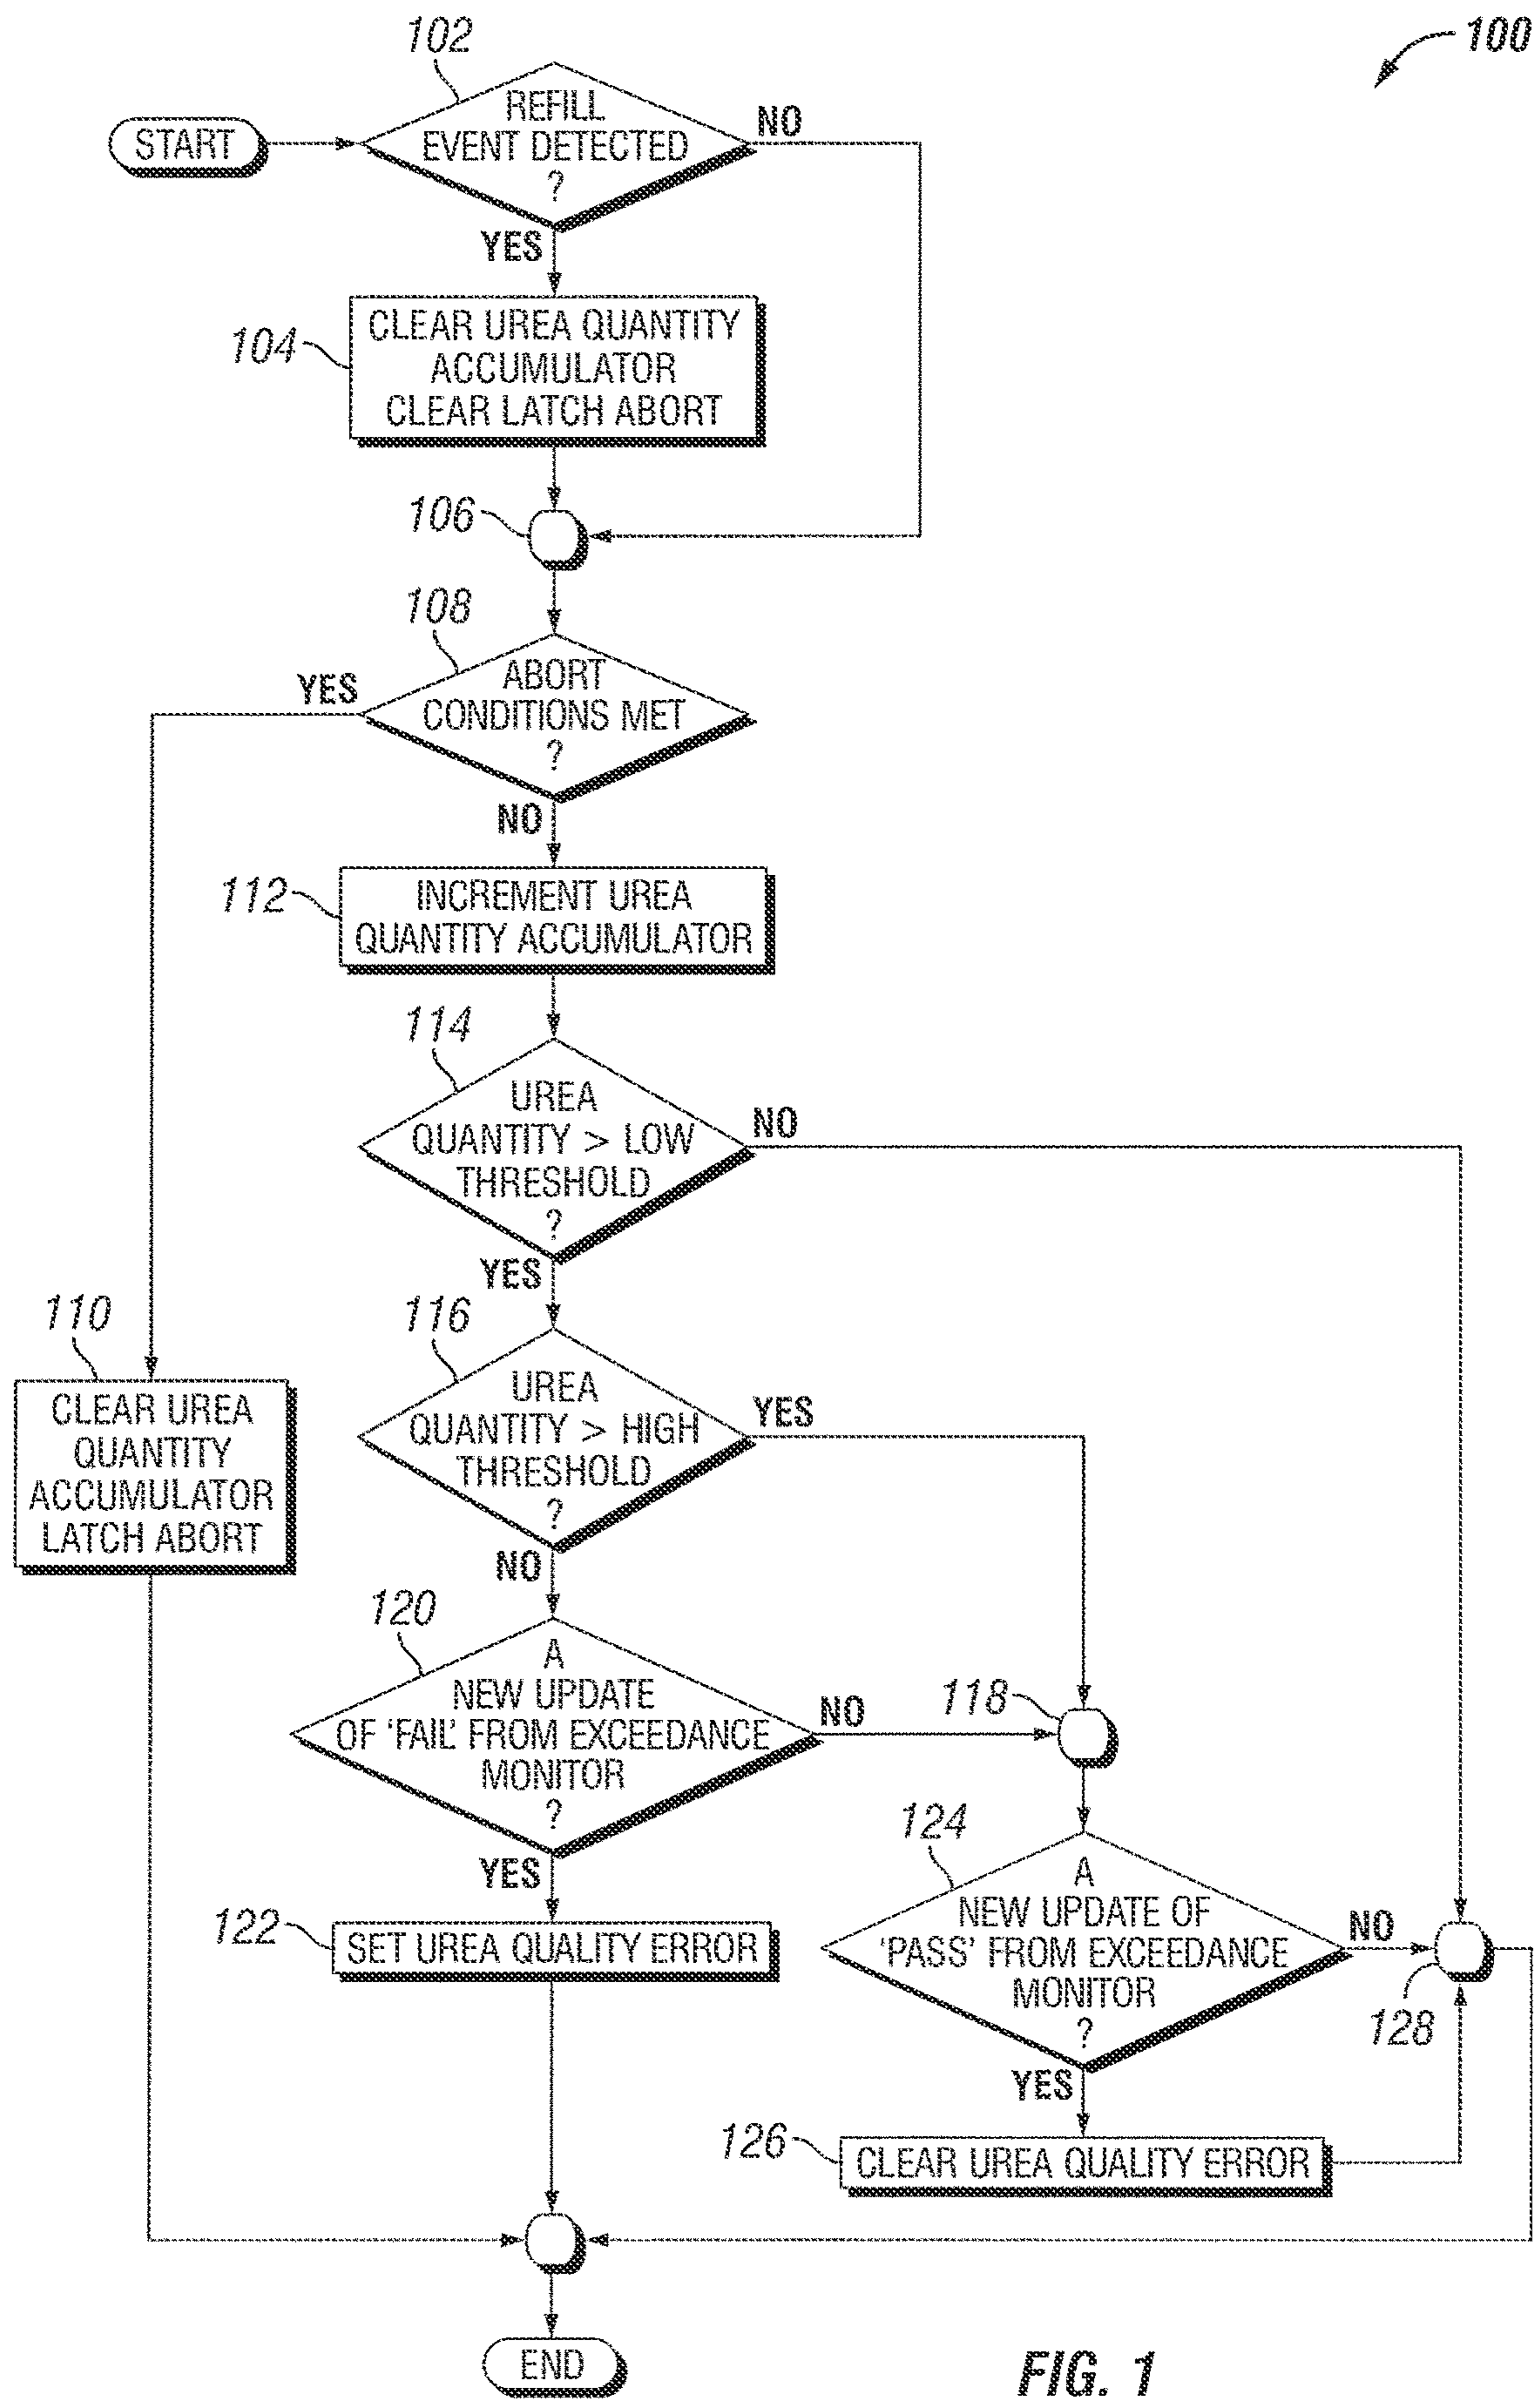 100
102
START
REFILL
EVENT DETECTED
?
NO
YES
104
CLEAR UREA QUANTITY
ACCUMULATOR
CLEAR LATCH ABORT
106
108
ABORT
CONDITIONS MET
?
YES
NO
112
INCREMENT UREA
QUANTITY ACCUMULATOR
114
UREA
QUANTITY > LOW
THRESHOLD
?
NO
YES
110
CLEAR UREA
QUANTITY
ACCUMULATOR
LATCH ABORT
116
UREA
QUANTITY > HIGH
THRESHOLD
?
YES
NO
120
A
NEW UPDATE
OF ‘FAIL’ FROM EXCEEDANCE
MONITOR
?
NO
118
YES
122
SET UREA QUALITY ERROR
124
A
NEW UPDATE OF
‘PASS’ FROM EXCEEDANCE
MONITOR
?
NO
128
YES
126
CLEAR UREA QUALITY ERROR
END
FIG. 1